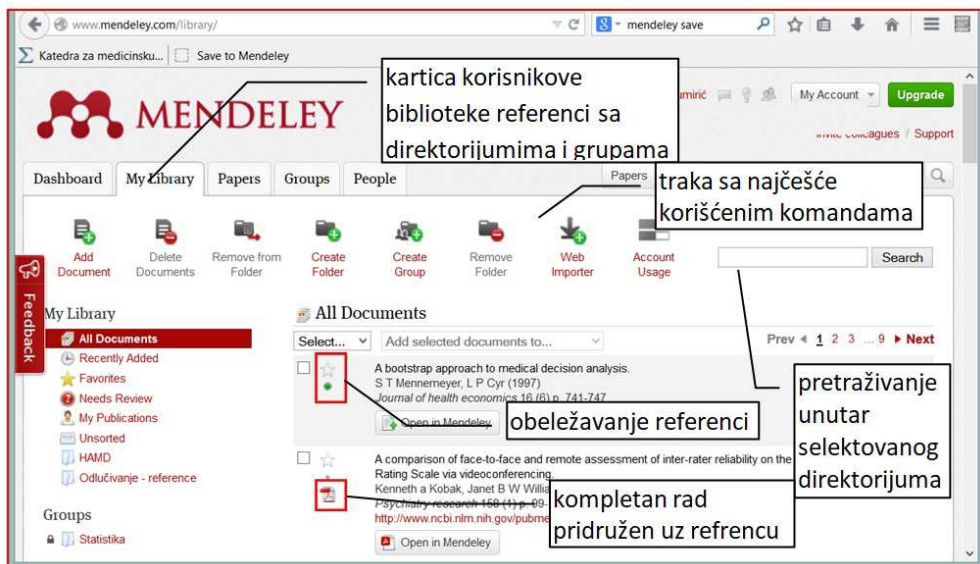 www.mendeley.com/library/ mendeley save
Katedra za medicinsku... Save to Mendeley
kartica korisnikove
biblioteke referenci sa
direktorijumima i grupama
MENDELEY
My Account Upgrade
Support
Dashboard My Library Papers Groups People Papers
traka sa najčešće
korišćenim komandama
Add Document
Delete Documents
Remove from Folder
Create Folder
Create Group
Remove Folder
Web Importer
Account Usage
Search
Feedback
My Library
All Documents
Recently Added
Favorites
Needs Review
My Publications
Unsorted
HAMD
Odlučivanje - reference
Groups
Statistika
All Documents
Select... Add selected documents to... Prev 1 2 3 ... 9 Next
A bootstrap approach to medical decision analysis.
S T Mennemeyer, L P Cyr (1997)
Journal of health economics 16 (6) p. 741-747
Open in Mendeley
obeležavanje referenci
pretraživanje
unutar
selektovanog
direktorijuma
A comparison of face-to-face and remote assessment of inter-rater reliability on the
Rating Scale via videoconferencing.
Kenneth a Kobak, Janet B W Willia
Psychiatry research 158 (1) p. 99-
http://www.ncbi.nlm.nih.gov/pubme
kompletan rad
pridružen uz refrencu
Open in Mendeley